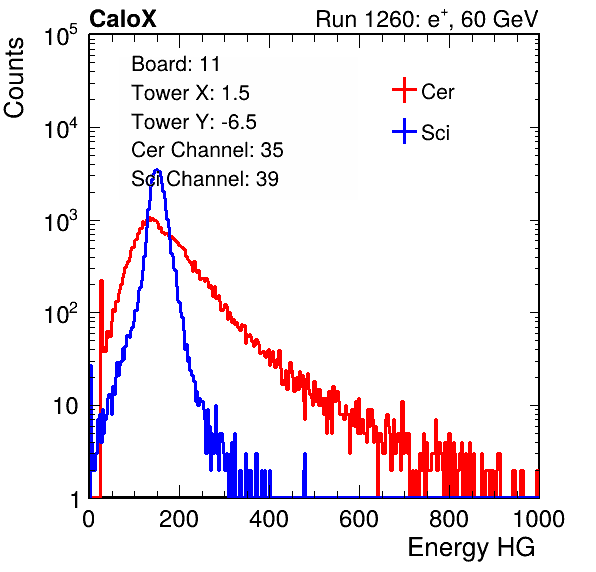 CaloX Run 1260: e⁺, 60 GeV
Counts
Board: 11
Tower X: 1.5
Tower Y: -6.5
Cer Channel: 35
Sci Channel: 39
Cer
Sci
10⁵
10⁴
10³
10²
10
1
0 200 400 600 800 1000
Energy HG